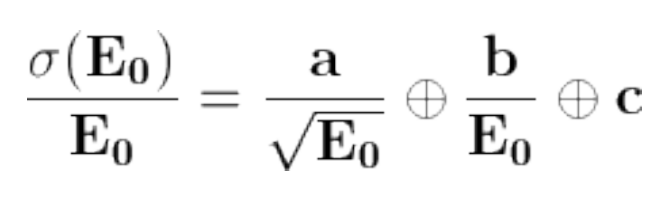 σ(E₀)/E₀ = a/√E₀ ⊕ b/E₀ ⊕ c